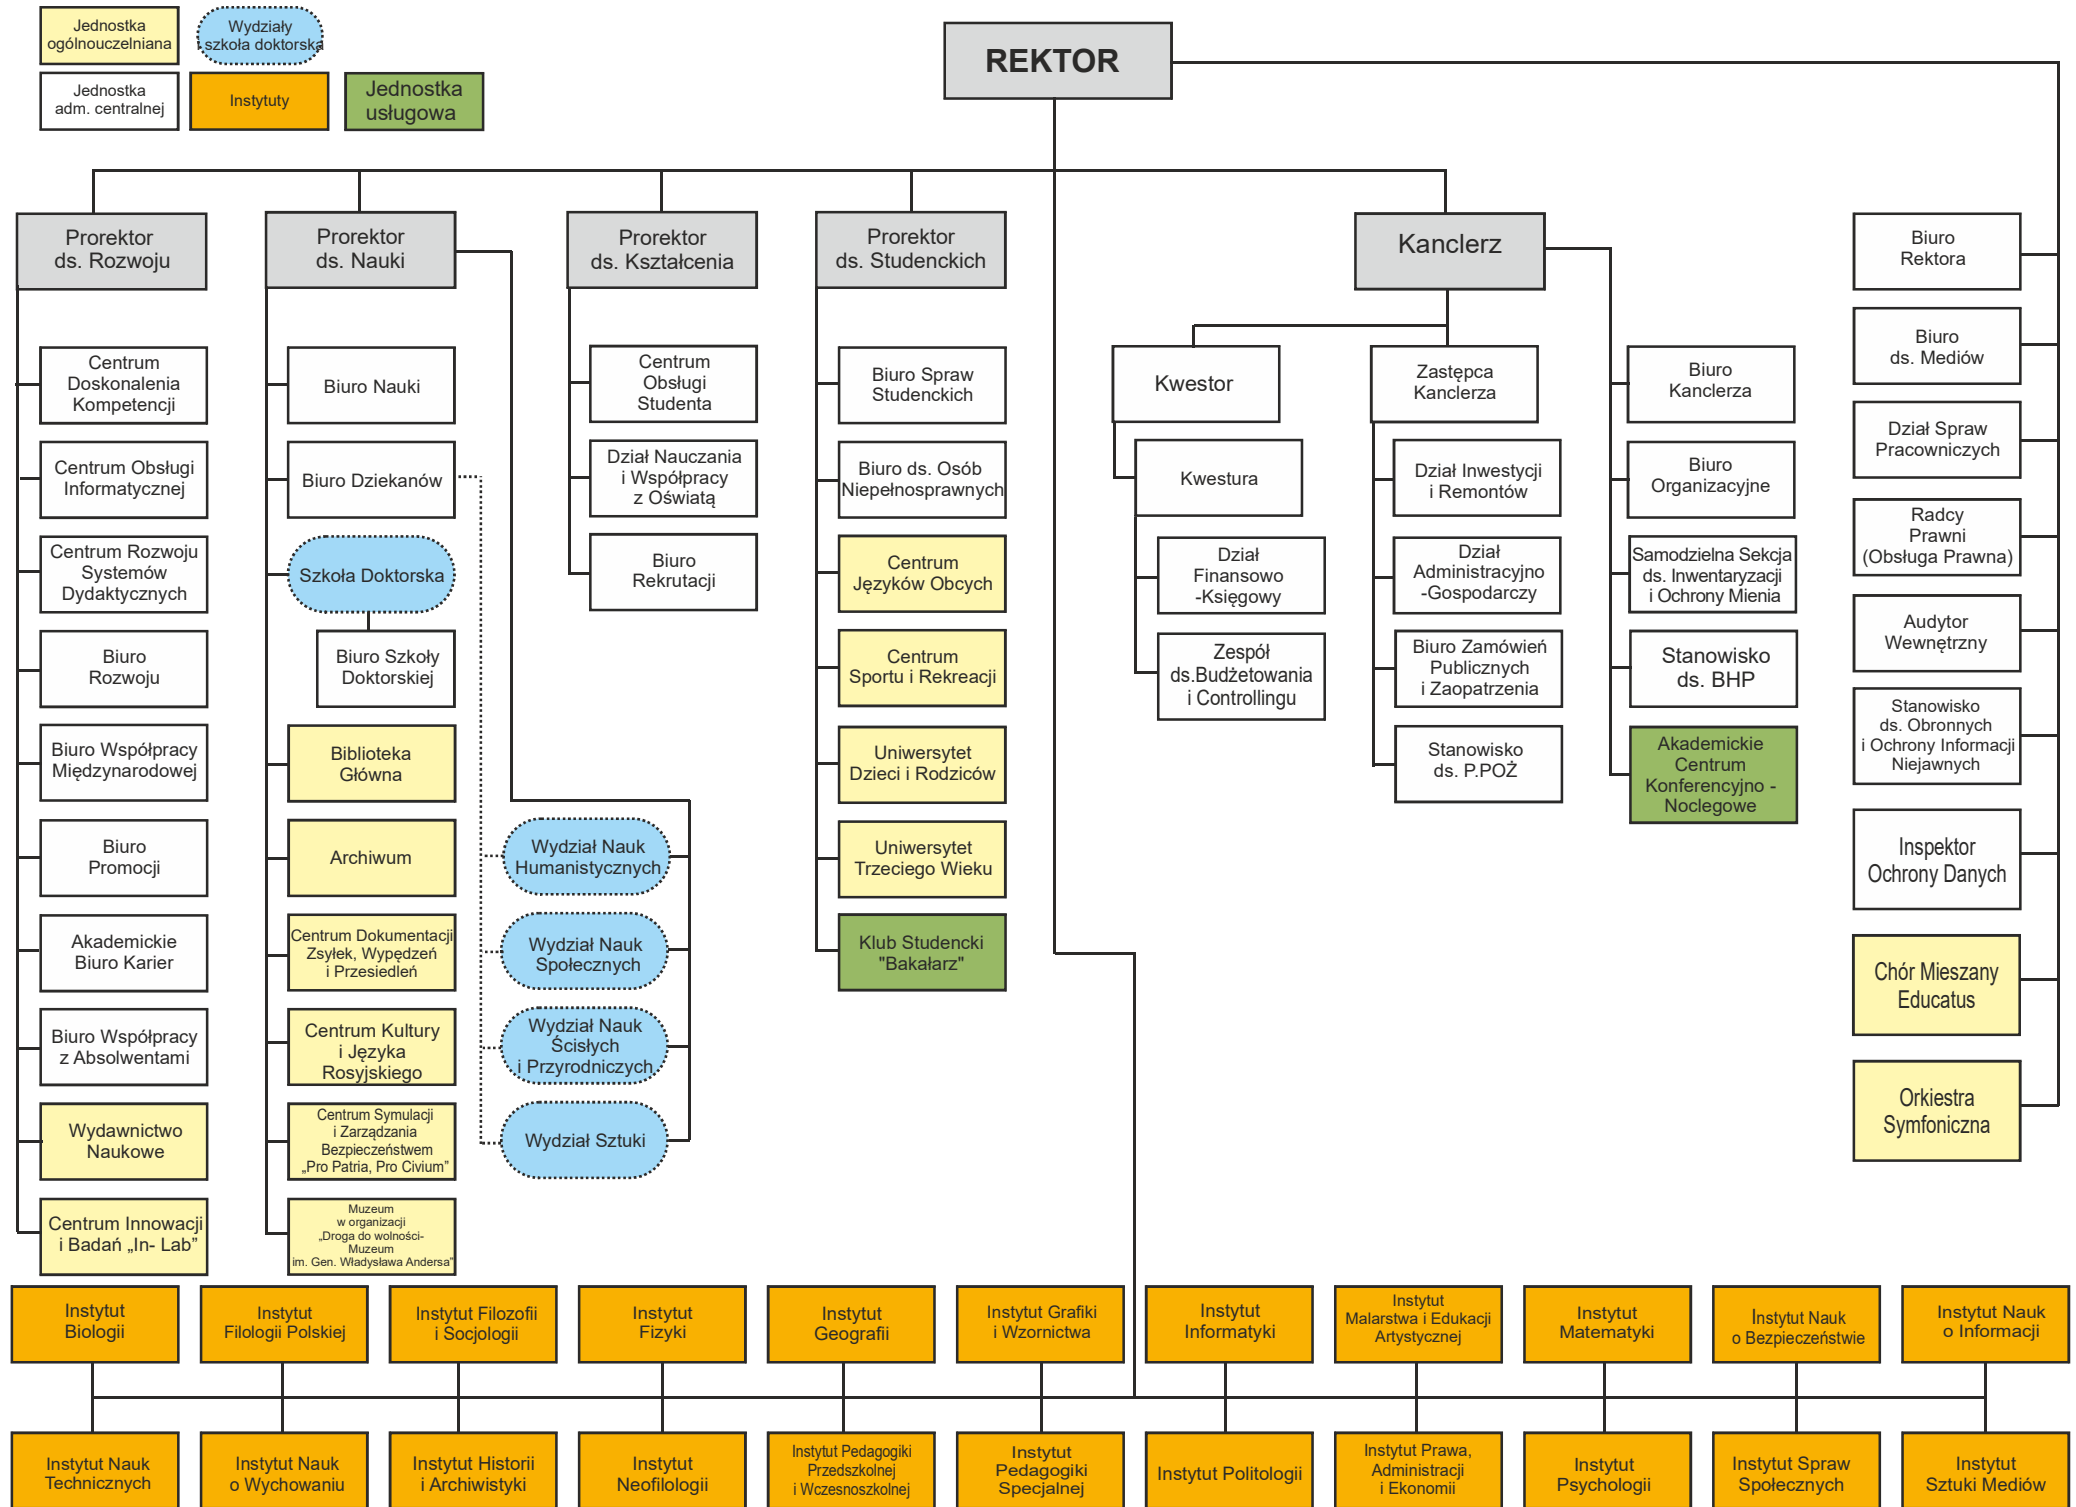 Jednostka
ogólnouczelniana
Wydziały
szkoła doktorska
Jednostka
adm. centralnej
Instytuty
Jednostka
usługowa
REKTOR
Prorektor
ds. Rozwoju
Centrum
Doskonalenia
Kompetencji
Centrum Obsługi
Informatycznej
Centrum Rozwoju
Systemów
Dydaktycznych
Biuro
Rozwoju
Biuro Współpracy
Międzynarodowej
Biuro
Promocji
Akademickie
Biuro Karier
Biuro Współpracy
z Absolwentami
Wydawnictwo
Naukowe
Centrum Innowacji
i Badań „In- Lab”
Prorektor
ds. Nauki
Biuro Nauki
Biuro Dziekanów
Szkoła Doktorska
Biuro Szkoły
Doktorskiej
Biblioteka
Główna
Archiwum
Centrum Dokumentacji
Zsyłek, Wypędzeń
i Przesiedleń
Centrum Kultury
i Języka
Rosyjskiego
Centrum Symulacji
i Zarządzania
Bezpieczeństwem
„Pro Patria, Pro Civium”
Muzeum
w organizacji
„Droga do wolności-
Muzeum
im. Gen. Władysława Andersa”
Wydział Nauk
Humanistycznych
Wydział Nauk
Społecznych
Wydział Nauk
Ścisłych
i Przyrodniczych
Wydział Sztuki
Prorektor
ds. Kształcenia
Centrum
Obsługi
Studenta
Dział Nauczania
i Współpracy
z Oświatą
Biuro
Rekrutacji
Prorektor
ds. Studenckich
Biuro Spraw
Studenckich
Biuro ds. Osób
Niepełnosprawnych
Centrum
Języków Obcych
Centrum
Sportu i Rekreacji
Uniwersytet
Dzieci i Rodziców
Uniwersytet
Trzeciego Wieku
Klub Studencki
"Bakałarz"
Kanclerz
Kwestor
Kwestura
Dział
Finansowo
-Księgowy
Zespół
ds.Budżetowania
i Controllingu
Zastępca
Kanclerza
Dział Inwestycji
i Remontów
Dział
Administracyjno
-Gospodarczy
Biuro Zamówień
Publicznych
i Zaopatrzenia
Stanowisko
ds. P.POŻ
Biuro
Kanclerza
Biuro
Organizacyjne
Samodzielna Sekcja
ds. Inwentaryzacji
i Ochrony Mienia
Stanowisko
ds. BHP
Akademickie
Centrum
Konferencyjno -
Noclegowe
Biuro
Rektora
Biuro
ds. Mediów
Dział Spraw
Pracowniczych
Radcy
Prawni
(Obsługa Prawna)
Audytor
Wewnętrzny
Stanowisko
ds. Obronnych
i Ochrony Informacji
Niejawnych
Inspektor
Ochrony Danych
Chór Mieszany
Educatus
Orkiestra
Symfoniczna
Instytut
Biologii
Instytut
Filologii Polskiej
Instytut Filozofii
i Socjologii
Instytut
Fizyki
Instytut
Geografii
Instytut Grafiki
i Wzornictwa
Instytut
Informatyki
Instytut
Malarstwa i Edukacji
Artystycznej
Instytut
Matematyki
Instytut Nauk
o Bezpieczeństwie
Instytut Nauk
o Informacji
Instytut Nauk
Technicznych
Instytut Nauk
o Wychowaniu
Instytut Historii
i Archiwistyki
Instytut
Neofilologii
Instytut Pedagogiki
Przedszkolnej
i Wczesnoszkolnej
Instytut
Pedagogiki
Specjalnej
Instytut Politologii
Instytut Prawa,
Administracji
i Ekonomii
Instytut
Psychologii
Instytut Spraw
Społecznych
Instytut
Sztuki Mediów